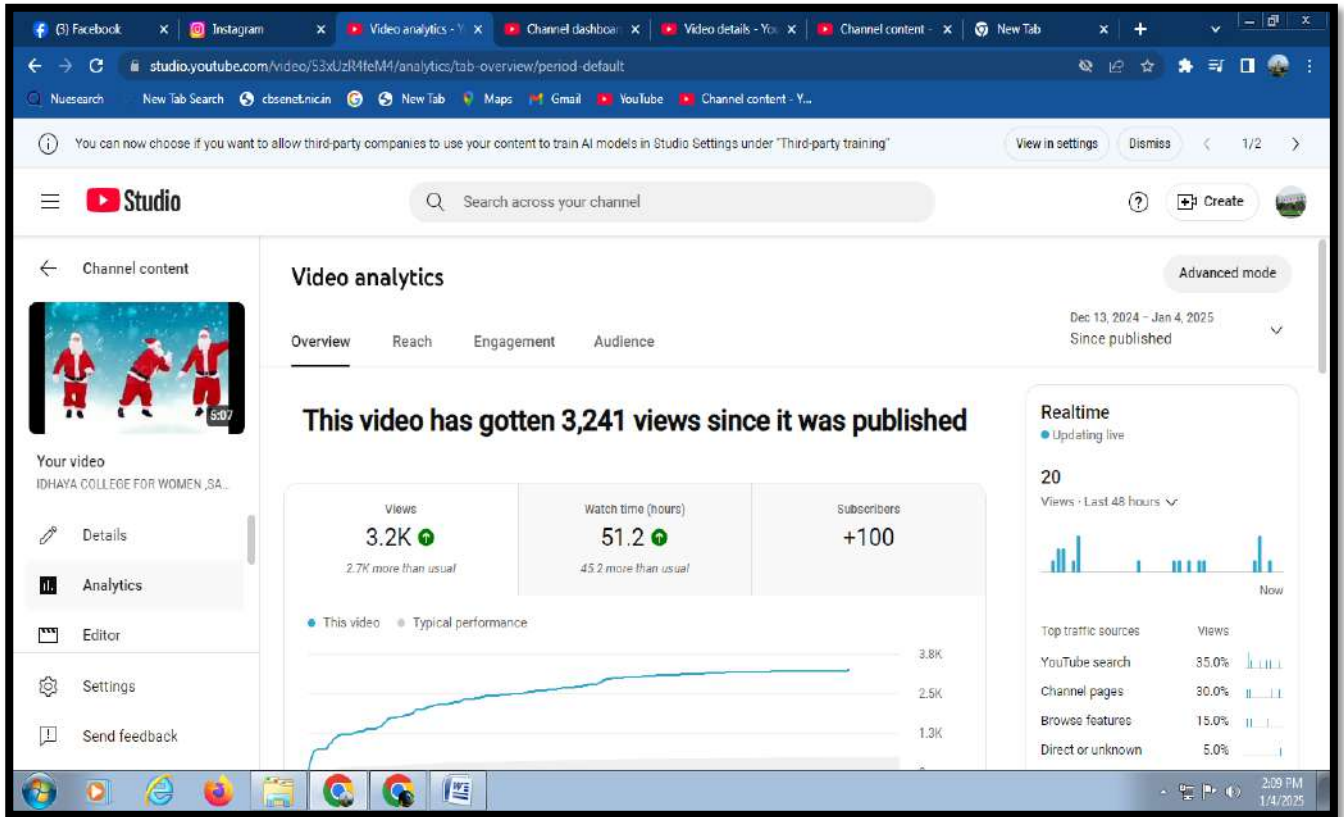 (3) Facebook
Instagram
Video analytics - Y
Channel dashboar
Video details - You
Channel content -
New Tab
studio.youtube.com/video/53xUzR4feM4/analytics/tab-overview/period-default
Nuesearch
New Tab Search
cbsenet.nic.in
New Tab
Maps
Gmail
YouTube
Channel content - Y...
You can now choose if you want to allow third-party companies to use your content to train AI models in Studio Settings under "Third-party training"
View in settings
Dismiss
1/2
Studio
Search across your channel
Create
Channel content
Video analytics
Advanced mode
Dec 13, 2024 – Jan 4, 2025
Since published
Overview
Reach
Engagement
Audience
5:07
This video has gotten 3,241 views since it was published
Realtime
Updating live
Your video
IDHAYA COLLEGE FOR WOMEN ,SA...
20
Views · Last 48 hours
Views
3.2K
2.7K more than usual
Watch time (hours)
51.2
45.2 more than usual
Subscribers
+100
Details
Analytics
Editor
Settings
Send feedback
This video
Typical performance
3.8K
2.5K
1.3K
Now
Top traffic sources
Views
YouTube search
35.0%
Channel pages
30.0%
Browse features
15.0%
Direct or unknown
5.0%
2:09 PM
1/4/2025